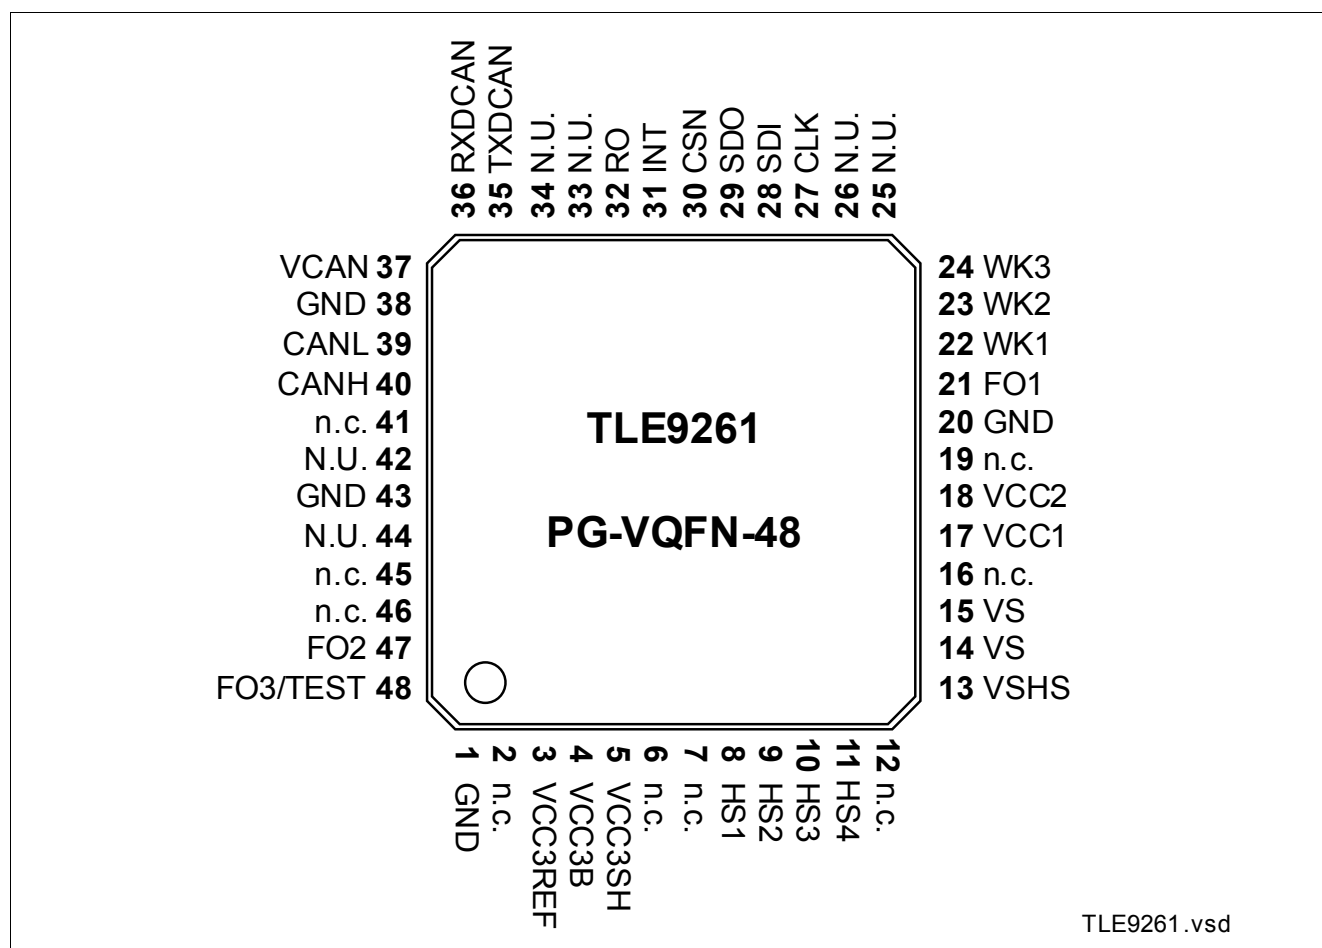 36 RXDCAN
35 TXDCAN
34 N.U.
33 N.U.
32 RO
31 INT
30 CSN
29 SDO
28 SDI
27 CLK
26 N.U.
25 N.U.
VCAN 37
GND 38
CANL 39
CANH 40
n.c. 41
N.U. 42
GND 43
N.U. 44
n.c. 45
n.c. 46
FO2 47
FO3/TEST 48
TLE9261
PG-VQFN-48
24 WK3
23 WK2
22 WK1
21 FO1
20 GND
19 n.c.
18 VCC2
17 VCC1
16 n.c.
15 VS
14 VS
13 VSHS
1 GND
2 n.c.
3 VCC3REF
4 VCC3B
5 VCC3SH
6 n.c.
7 n.c.
8 HS1
9 HS2
10 HS3
11 HS4
12 n.c.
TLE9261.vsd